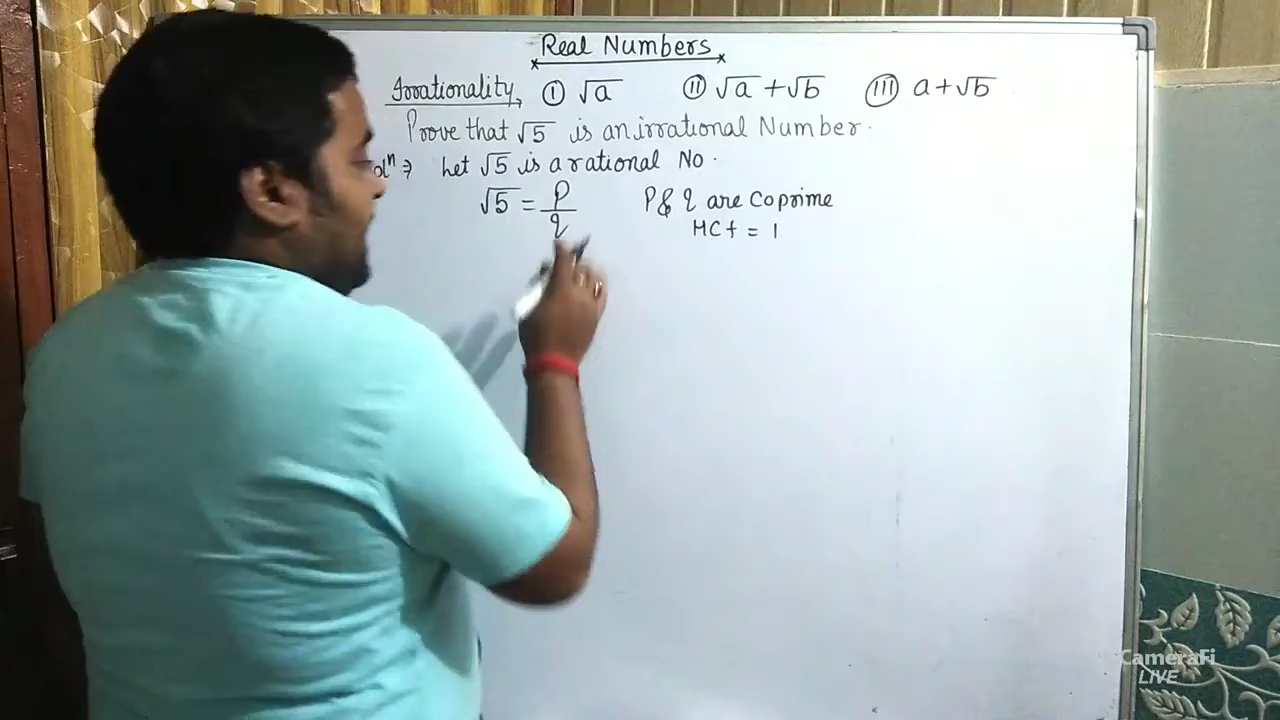 Real Numbers
Irrationality, I √a II √a + √b III a + √b
Prove that √5 is an irrational Number.
olⁿ ⇒ Let √5 is a rational No.
√5 = P/q P & q are Coprime
HCf = 1
CameraFi
LIVE